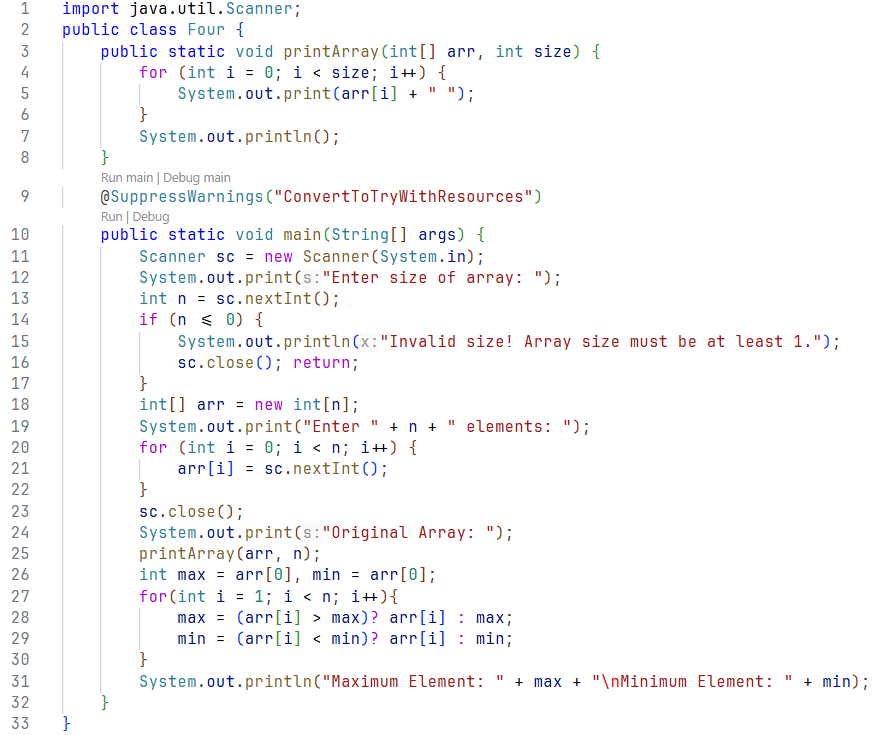 1 import java.util.Scanner;
2 public class Four {
3     public static void printArray(int[] arr, int size) {
4         for (int i = 0; i < size; i++) {
5             System.out.print(arr[i] + " ");
6         }
7         System.out.println();
8     }
Run main | Debug main
9     @SuppressWarnings("ConvertToTryWithResources")
Run | Debug
10     public static void main(String[] args) {
11         Scanner sc = new Scanner(System.in);
12         System.out.print(s:"Enter size of array: ");
13         int n = sc.nextInt();
14         if (n <= 0) {
15             System.out.println(x:"Invalid size! Array size must be at least 1.");
16             sc.close(); return;
17         }
18         int[] arr = new int[n];
19         System.out.print("Enter " + n + " elements: ");
20         for (int i = 0; i < n; i++) {
21             arr[i] = sc.nextInt();
22         }
23         sc.close();
24         System.out.print(s:"Original Array: ");
25         printArray(arr, n);
26         int max = arr[0], min = arr[0];
27         for(int i = 1; i < n; i++){
28             max = (arr[i] > max)? arr[i] : max;
29             min = (arr[i] < min)? arr[i] : min;
30         }
31         System.out.println("Maximum Element: " + max + "\nMinimum Element: " + min);
32     }
33 }